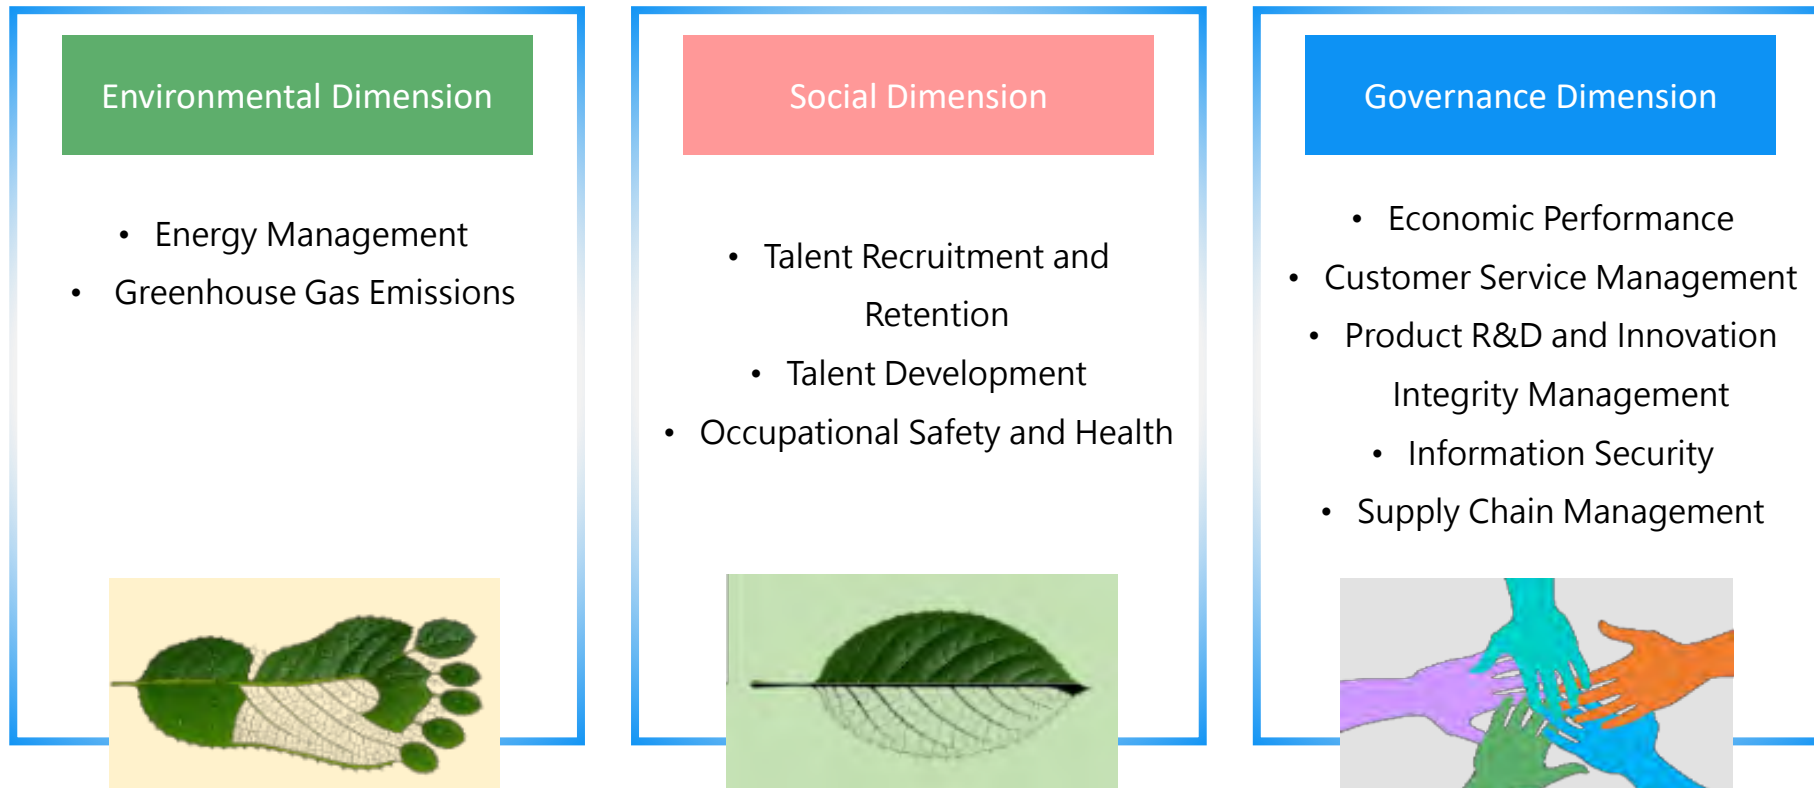 Environmental Dimension
• Energy Management
• Greenhouse Gas Emissions
Social Dimension
• Talent Recruitment and
Retention
• Talent Development
• Occupational Safety and Health
Governance Dimension
• Economic Performance
• Customer Service Management
• Product R&D and Innovation
Integrity Management
• Information Security
• Supply Chain Management